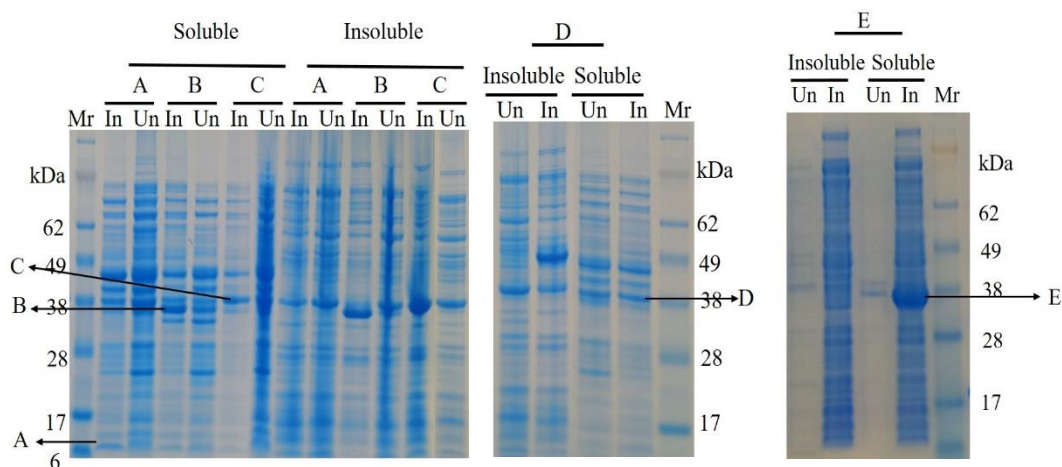 Soluble Insoluble D E
A B C A B C Insoluble Soluble Insoluble Soluble
Mr In Un In Un In Un In Un In Un In Un Un In Un In Mr Un In Un In Mr
kDa kDa kDa
62 62 62
C 49 49 49
B 38 38 D 38 E
28 28 28
17 17 17
A 6